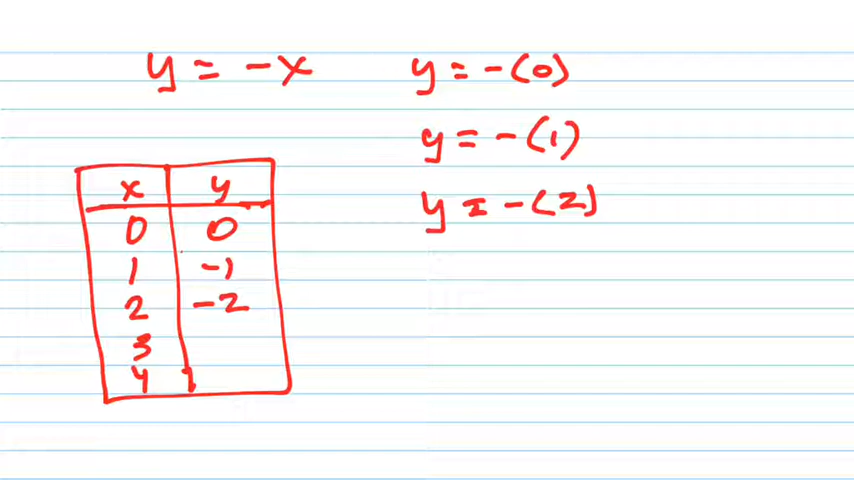 y = -x
y = -(0)
y = -(1)
y = -(2)
x y
0 0
1 -1
2 -2
3
4